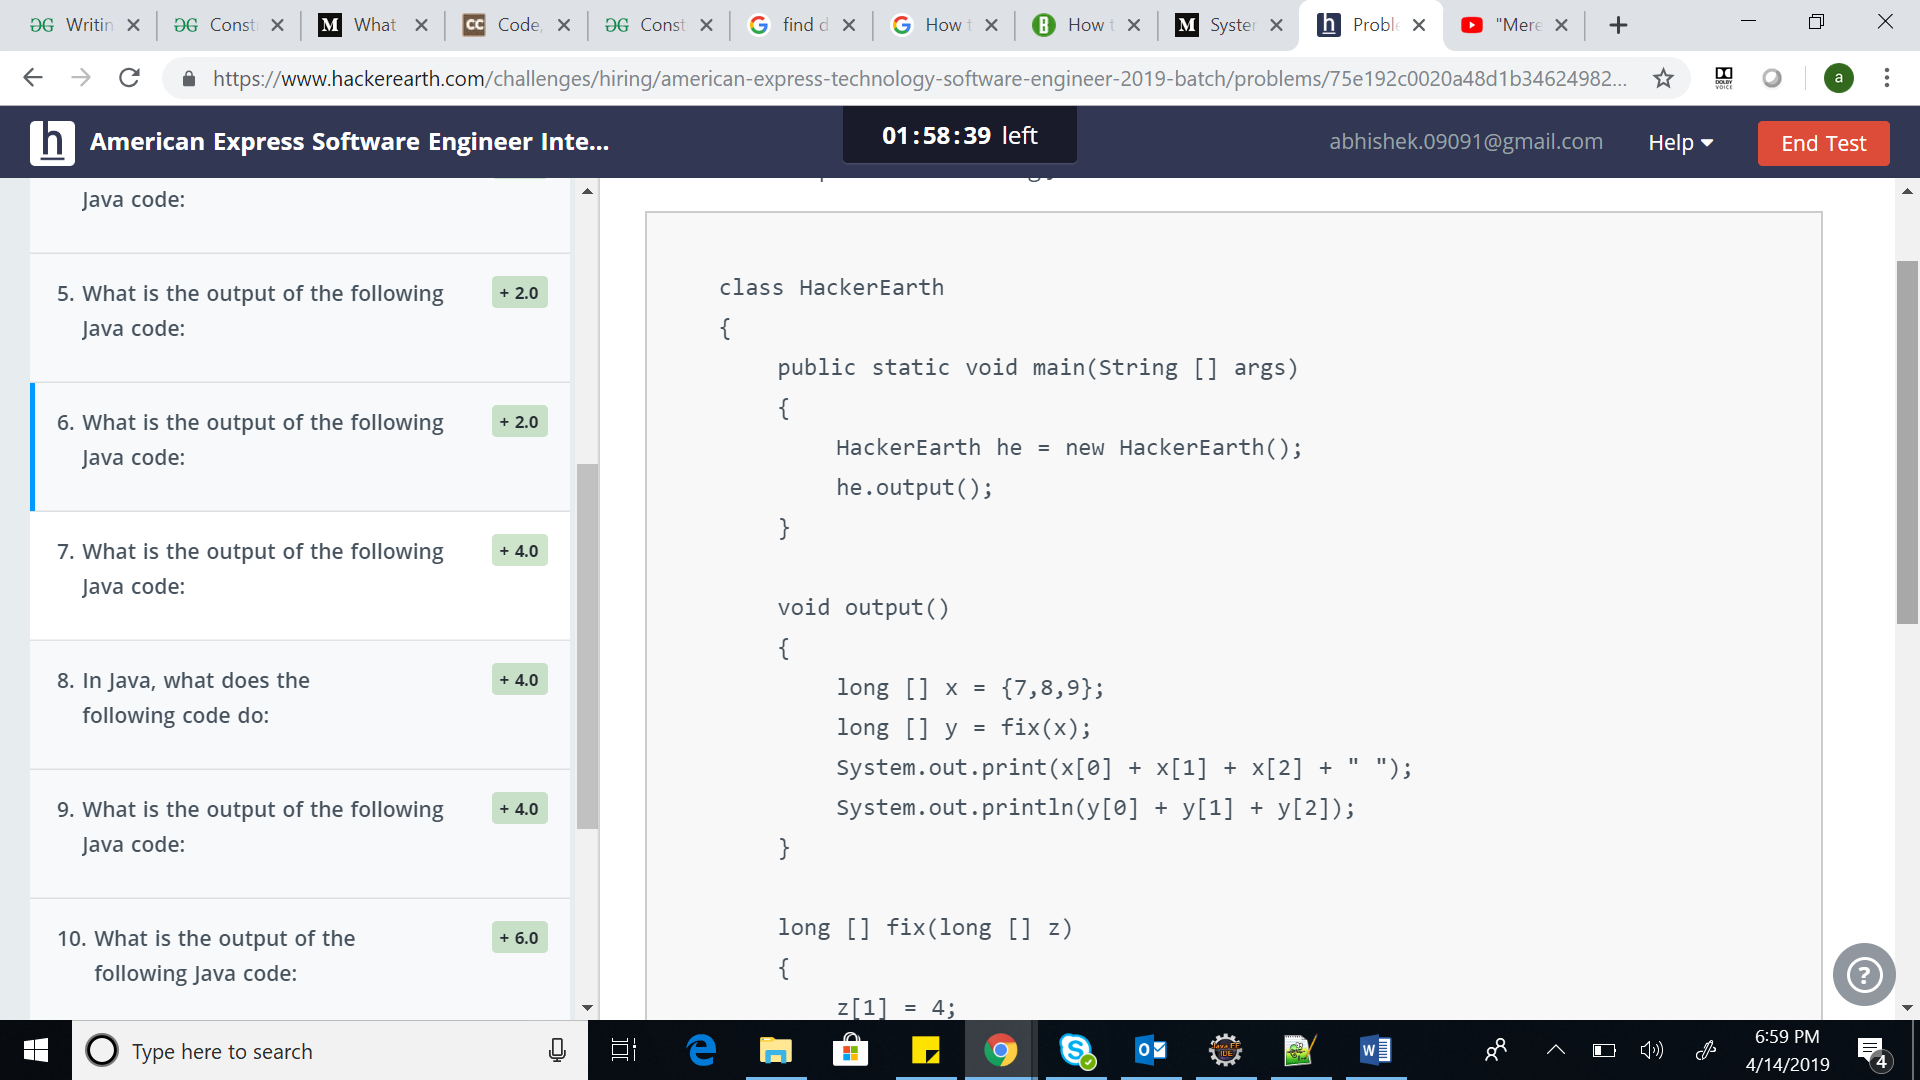 Writin
Const
What
Code,
Const
find d
How t
How t
Syster
Proble
"Mere
https://www.hackerearth.com/challenges/hiring/american-express-technology-software-engineer-2019-batch/problems/75e192c0020a48d1b34624982...
DOLBY
VOICE
a
h
American Express Software Engineer Inte...
01:58:39 left
abhishek.09091@gmail.com
Help
End Test
Java code:
5. What is the output of the following
Java code:
+ 2.0
6. What is the output of the following
Java code:
+ 2.0
7. What is the output of the following
Java code:
+ 4.0
8. In Java, what does the
following code do:
+ 4.0
9. What is the output of the following
Java code:
+ 4.0
10. What is the output of the
following Java code:
+ 6.0
class HackerEarth
{
public static void main(String [] args)
{
HackerEarth he = new HackerEarth();
he.output();
}
void output()
{
long [] x = {7,8,9};
long [] y = fix(x);
System.out.print(x[0] + x[1] + x[2] + " ");
System.out.println(y[0] + y[1] + y[2]);
}
long [] fix(long [] z)
{
z[1] = 4;
?
Type here to search
6:59 PM
4/14/2019
4